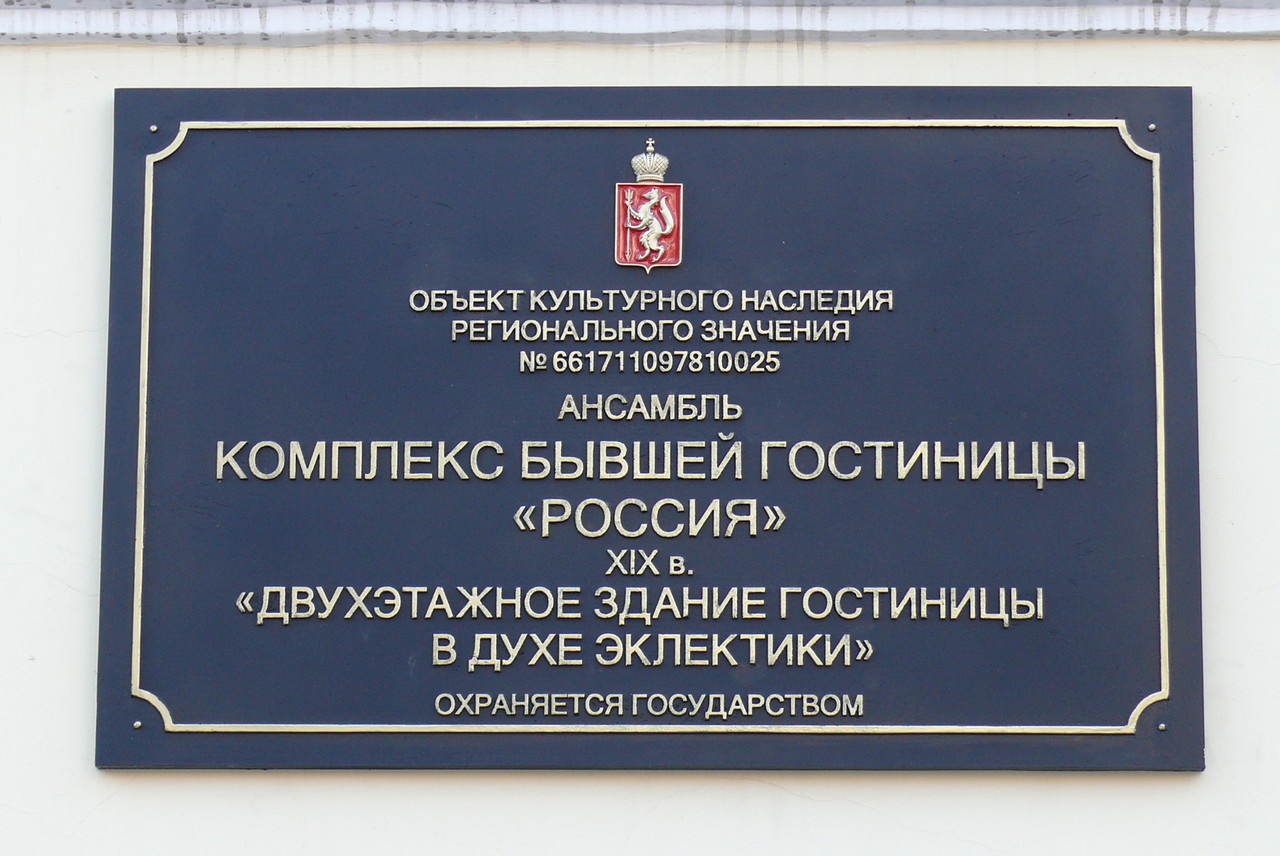 ОБЪЕКТ КУЛЬТУРНОГО НАСЛЕДИЯ
РЕГИОНАЛЬНОГО ЗНАЧЕНИЯ
№ 661711097810025
АНСАМБЛЬ
КОМПЛЕКС БЫВШЕЙ ГОСТИНИЦЫ
«РОССИЯ»
XIX в.
«ДВУХЭТАЖНОЕ ЗДАНИЕ ГОСТИНИЦЫ
В ДУХЕ ЭКЛЕКТИКИ»
ОХРАНЯЕТСЯ ГОСУДАРСТВОМ